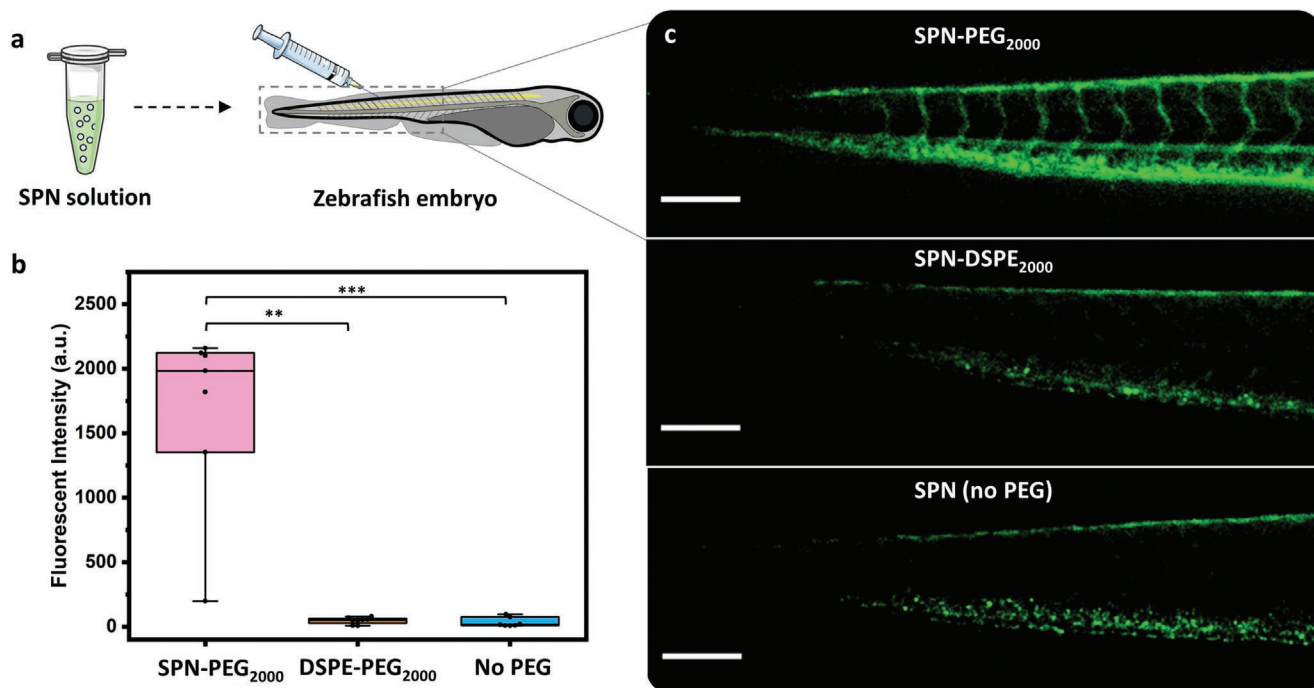 a
SPN solution
Zebrafish embryo
b
Fluorescent Intensity (a.u.)
2500
2000
1500
1000
500
0
**
***
SPN-PEG2000
DSPE-PEG2000
No PEG
c
SPN-PEG2000
SPN-DSPE2000
SPN (no PEG)